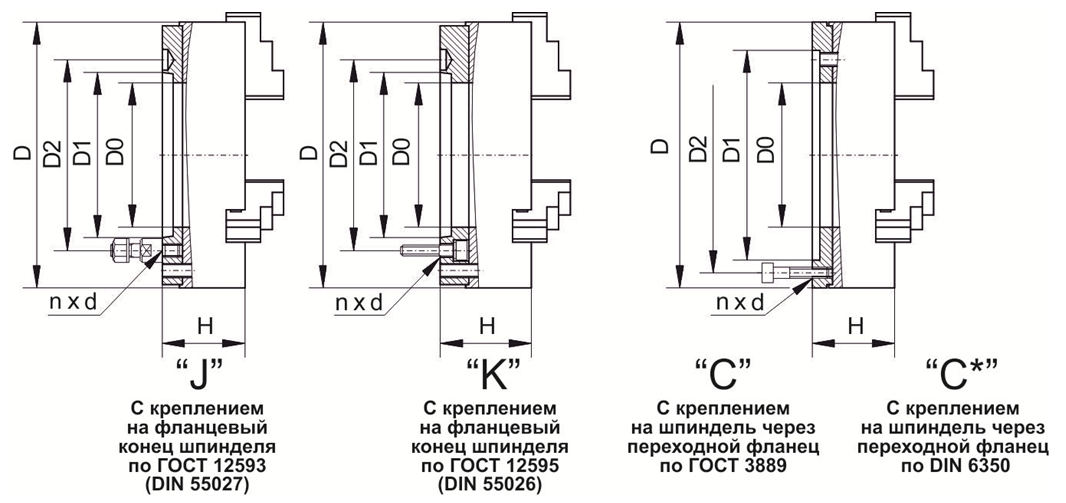 D
D2
D1
D0
n x d
H
D
D2
D1
D0
n x d
H
D
D2
D1
D0
n x d
H
“J”
С креплением
на фланцевый
конец шпинделя
по ГОСТ 12593
(DIN 55027)
“K”
С креплением
на фланцевый
конец шпинделя
по ГОСТ 12595
(DIN 55026)
“C”
С креплением
на шпиндель через
переходной фланец
по ГОСТ 3889
“C*”
С креплением
на шпиндель через
переходной фланец
по DIN 6350